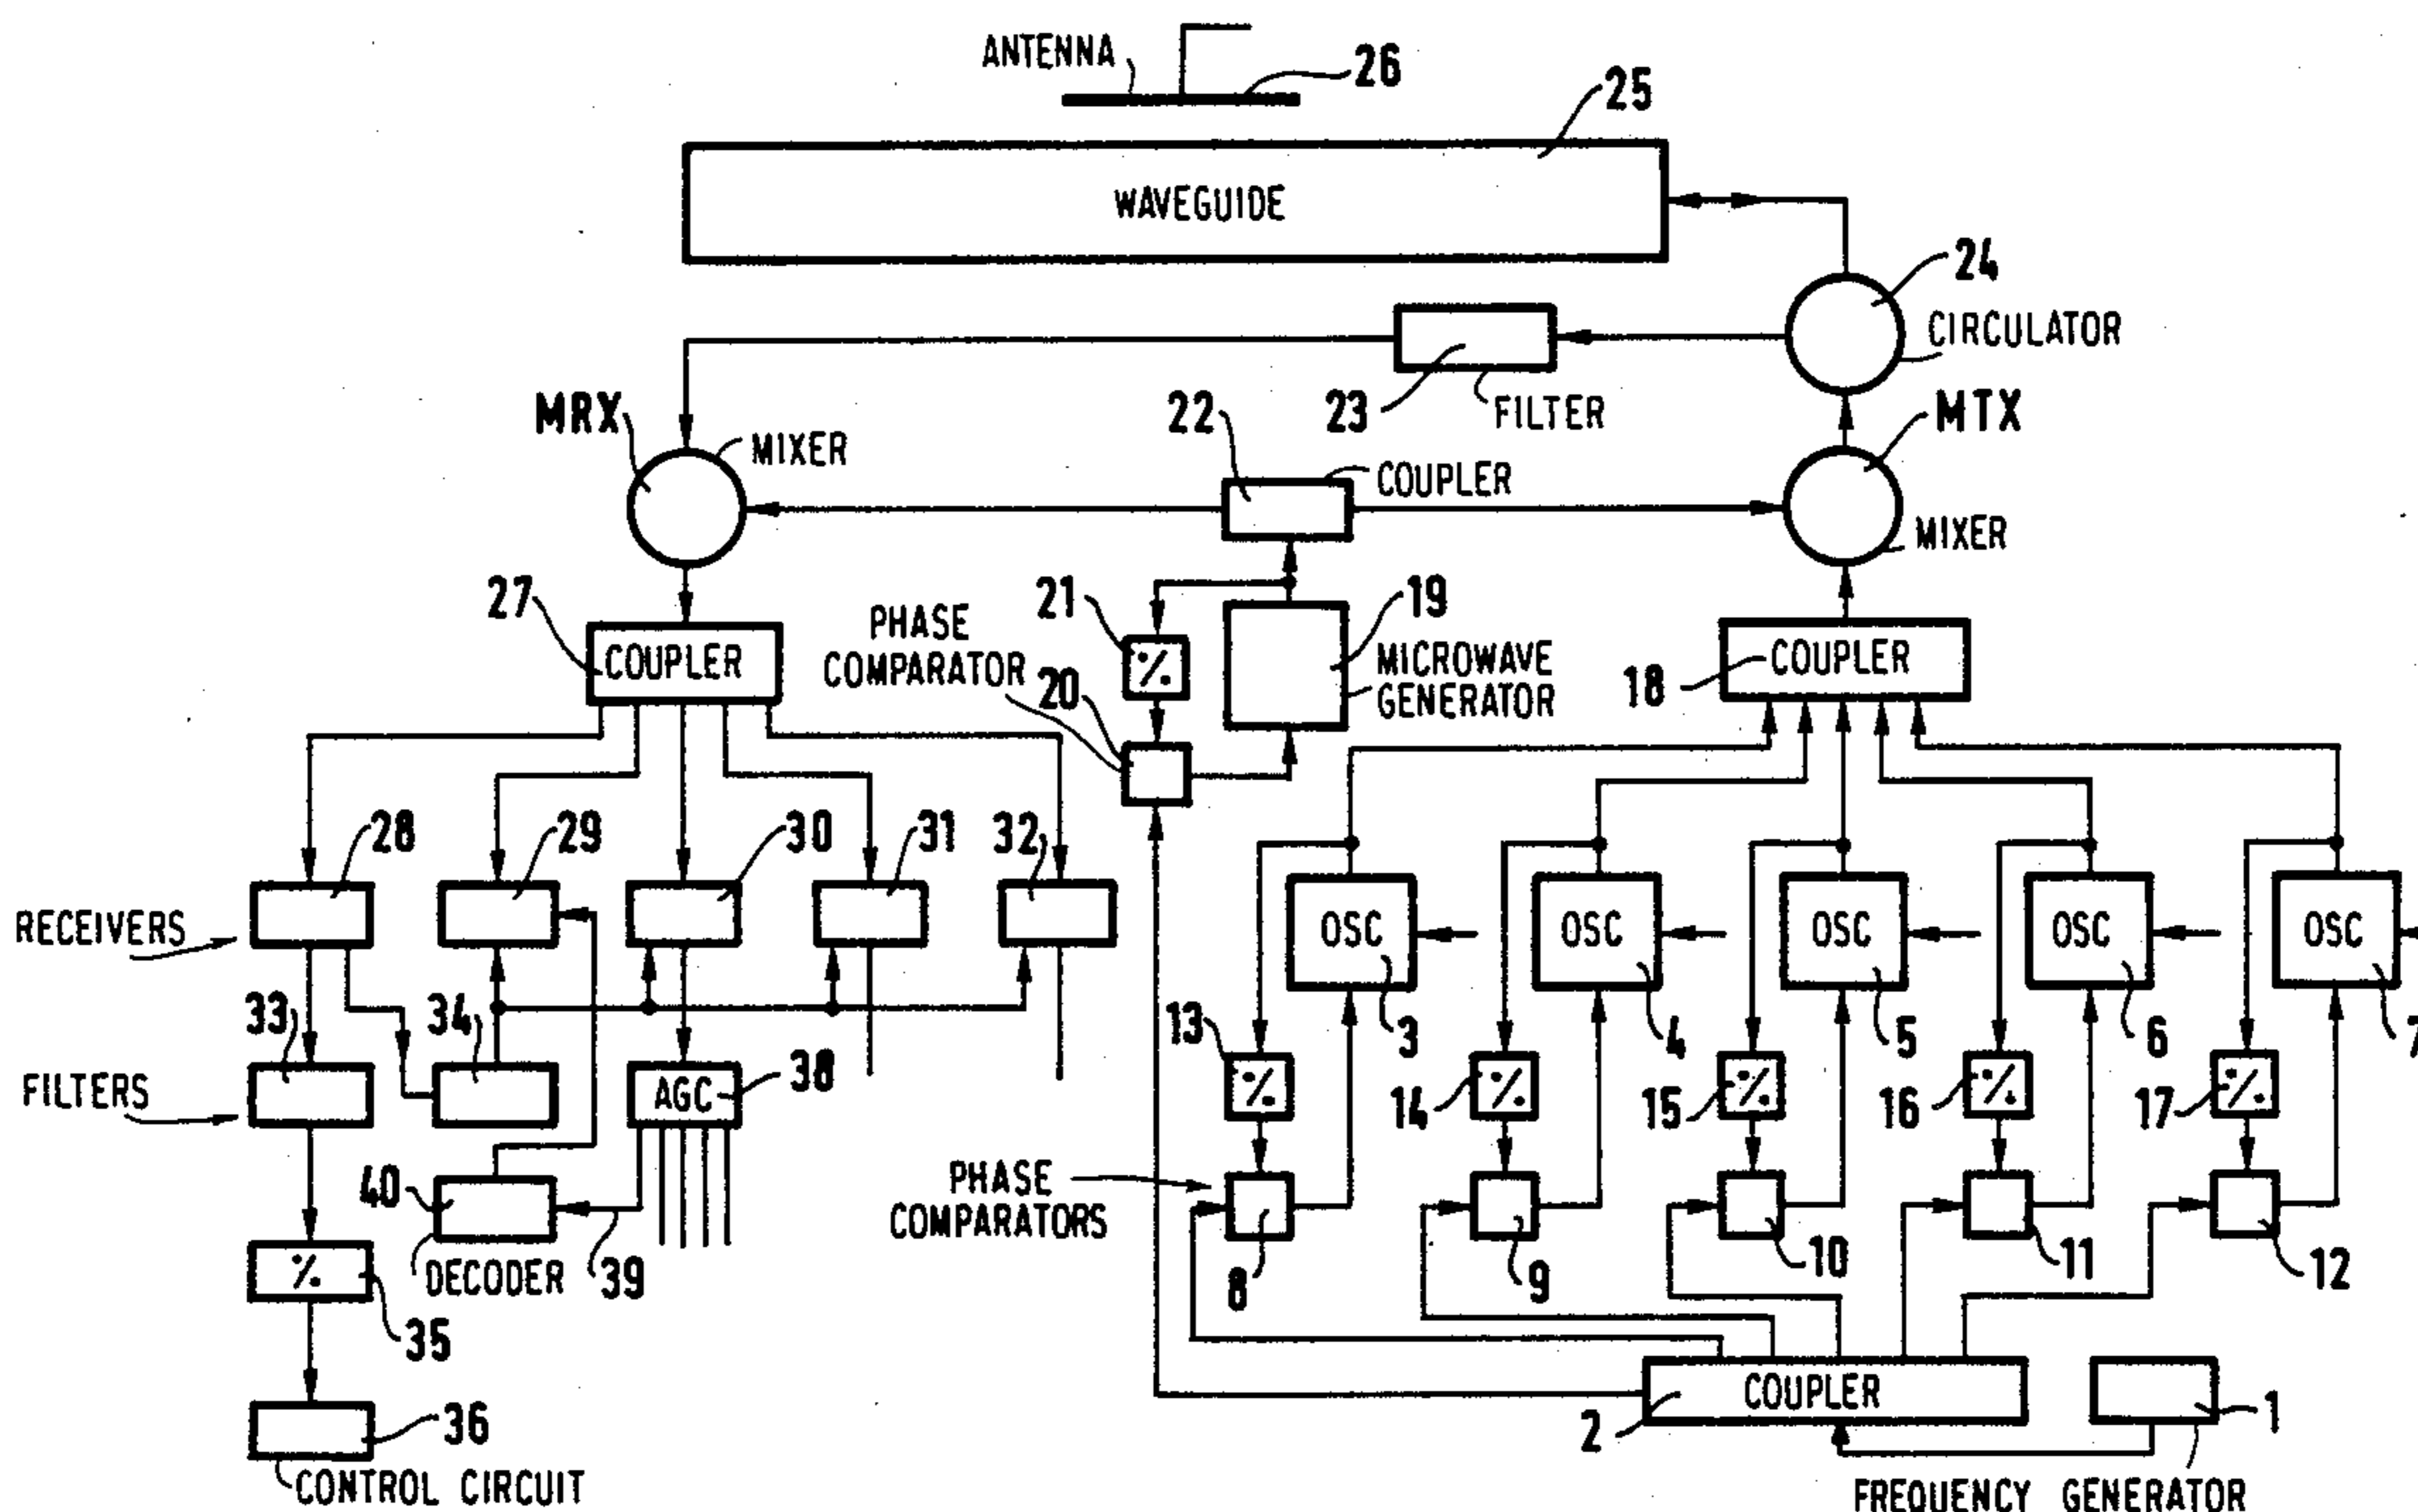 ANTENNA
26
25
WAVEGUIDE
24
CIRCULATOR
23
FILTER
MRX
MIXER
22
COUPLER
MTX
MIXER
27
COUPLER
PHASE
COMPARATOR
21
20
19
MICROWAVE
GENERATOR
18
COUPLER
28
29
30
31
32
RECEIVERS
OSC
OSC
OSC
OSC
OSC
3
4
5
6
7
33
34
FILTERS
AGC
38
13
14
15
16
17
%
%
%
%
%
%
40
DECODER
39
PHASE
COMPARATORS
8
9
10
11
12
%
35
36
CONTROL CIRCUIT
2
COUPLER
1
FREQUENCY GENERATOR